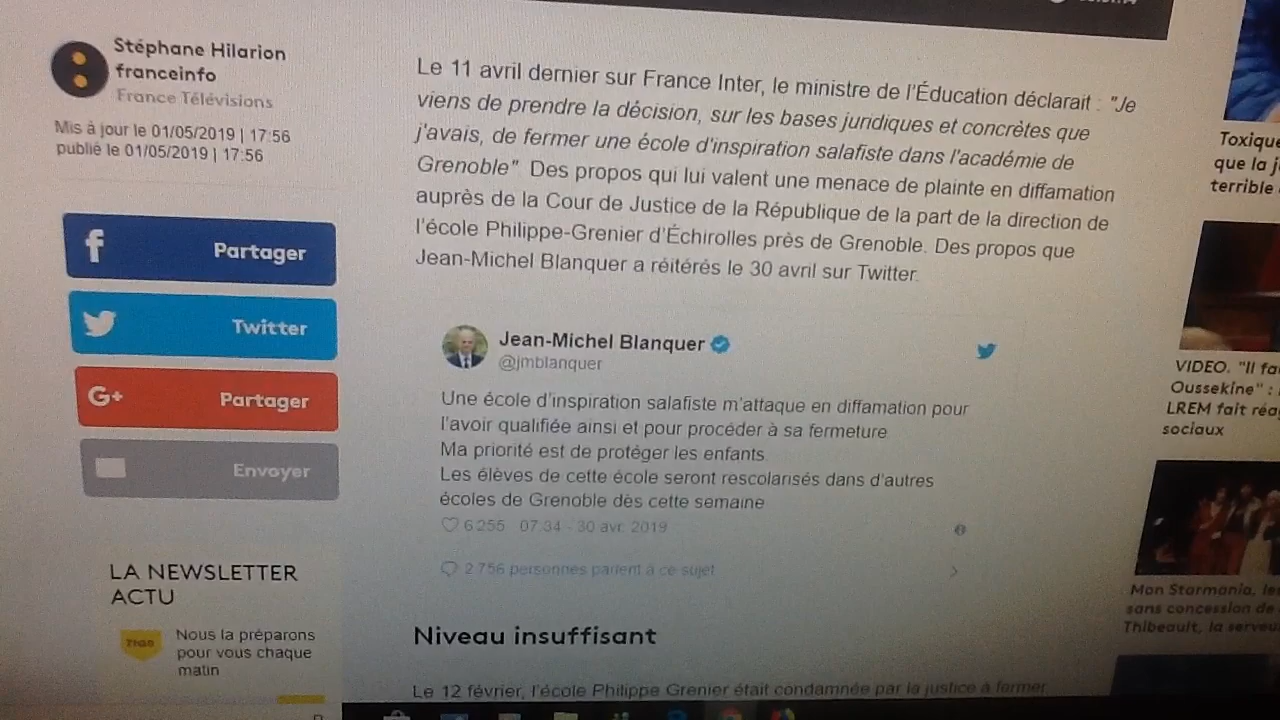 Stéphane Hilarion
franceinfo
France Télévisions
Mis à jour le 01/05/2019 | 17:56
publié le 01/05/2019 | 17:56
Partager
Twitter
G+ Partager
Envoyer
LA NEWSLETTER
ACTU
7H30
Nous la préparons
pour vous chaque
matin
Le 11 avril dernier sur France Inter, le ministre de l'Éducation déclarait : "Je
viens de prendre la décision, sur les bases juridiques et concrètes que
j'avais, de fermer une école d'inspiration salafiste dans l'académie de
Grenoble" Des propos qui lui valent une menace de plainte en diffamation
auprès de la Cour de Justice de la République de la part de la direction de
l'école Philippe-Grenier d'Échirolles près de Grenoble. Des propos que
Jean-Michel Blanquer a réitérés le 30 avril sur Twitter.
Jean-Michel Blanquer
@jmblanquer
Une école d'inspiration salafiste m'attaque en diffamation pour
l'avoir qualifiée ainsi et pour procéder à sa fermeture
Ma priorité est de protéger les enfants
Les élèves de cette école seront rescolarisés dans d'autres
écoles de Grenoble dès cette semaine
6 255 07:34 - 30 avr. 2019
2 756 personnes parlent à ce sujet
Niveau insuffisant
Le 12 février, l'école Philippe Grenier était condamnée par la justice à fermer
Toxique
que la
terrible
VIDEO. "Il
Oussekine" :
LREM fait
sociaux
Mon Starmania,
sans concession de
Thibeault, la